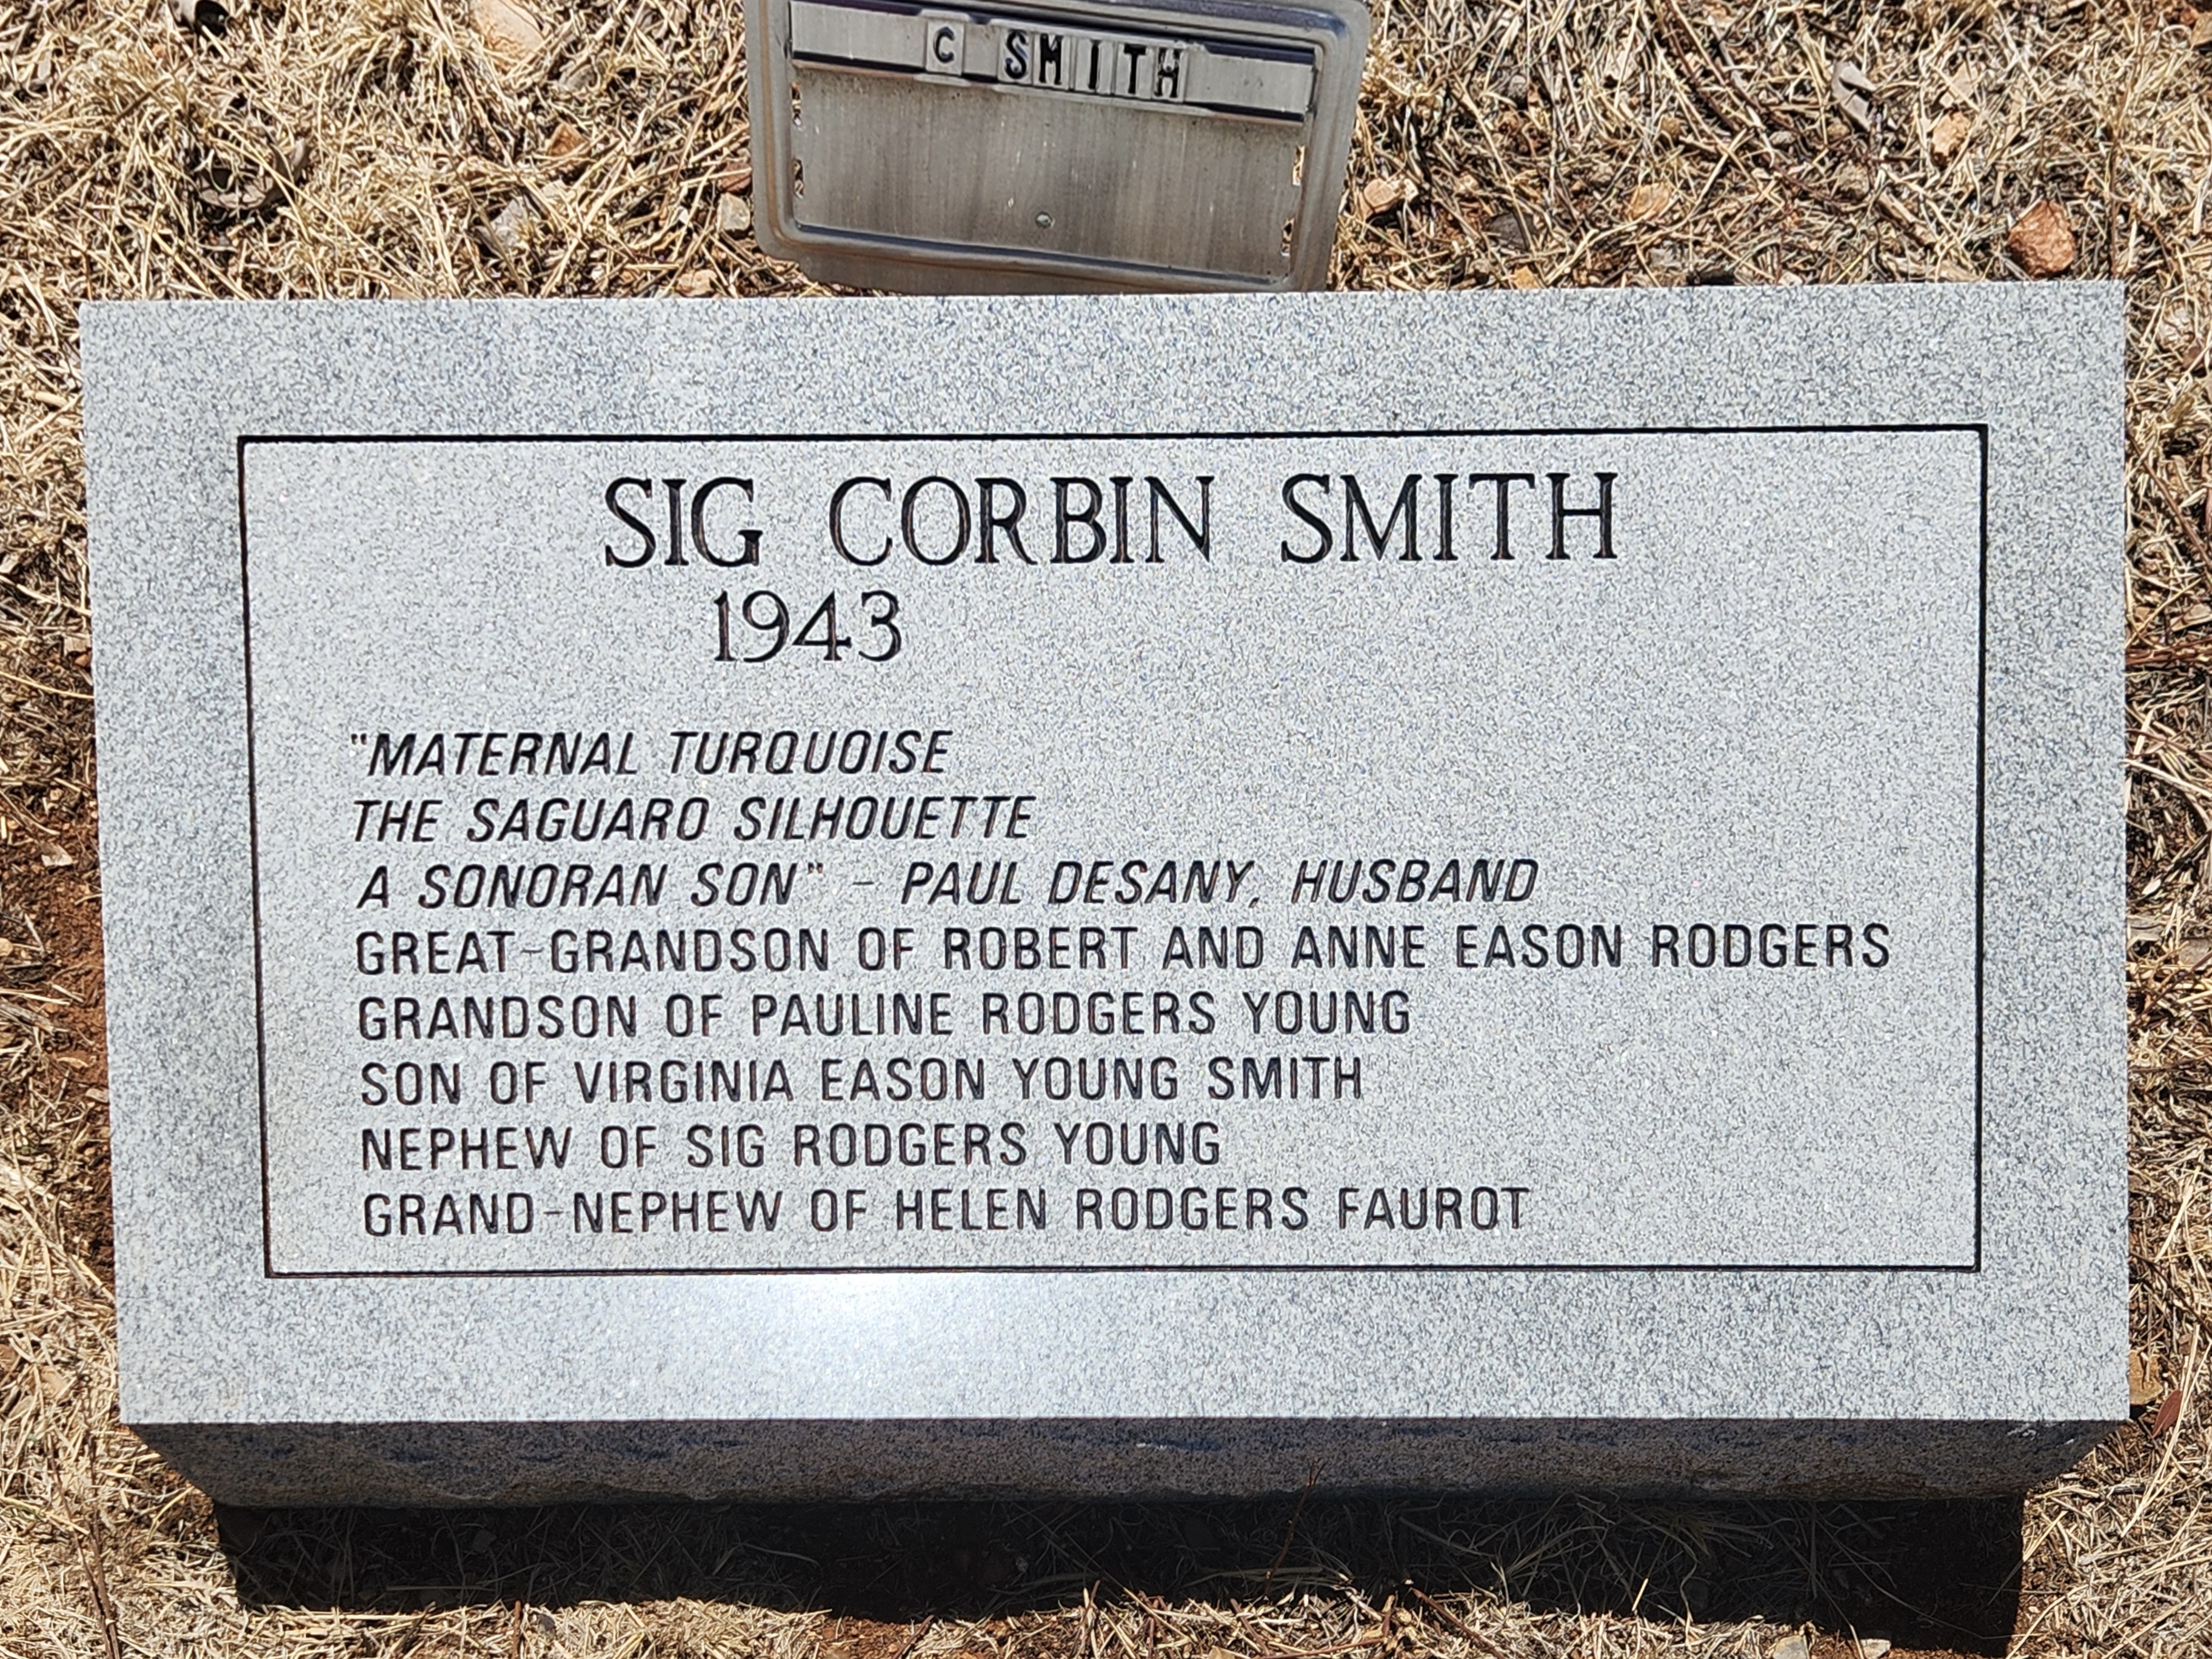 C SMITH
SIG CORBIN SMITH
1943
"MATERNAL TURQUOISE
THE SAGUARO SILHOUETTE
A SONORAN SON" - PAUL DESANY, HUSBAND
GREAT-GRANDSON OF ROBERT AND ANNE EASON RODGERS
GRANDSON OF PAULINE RODGERS YOUNG
SON OF VIRGINIA EASON YOUNG SMITH
NEPHEW OF SIG RODGERS YOUNG
GRAND-NEPHEW OF HELEN RODGERS FAUROT